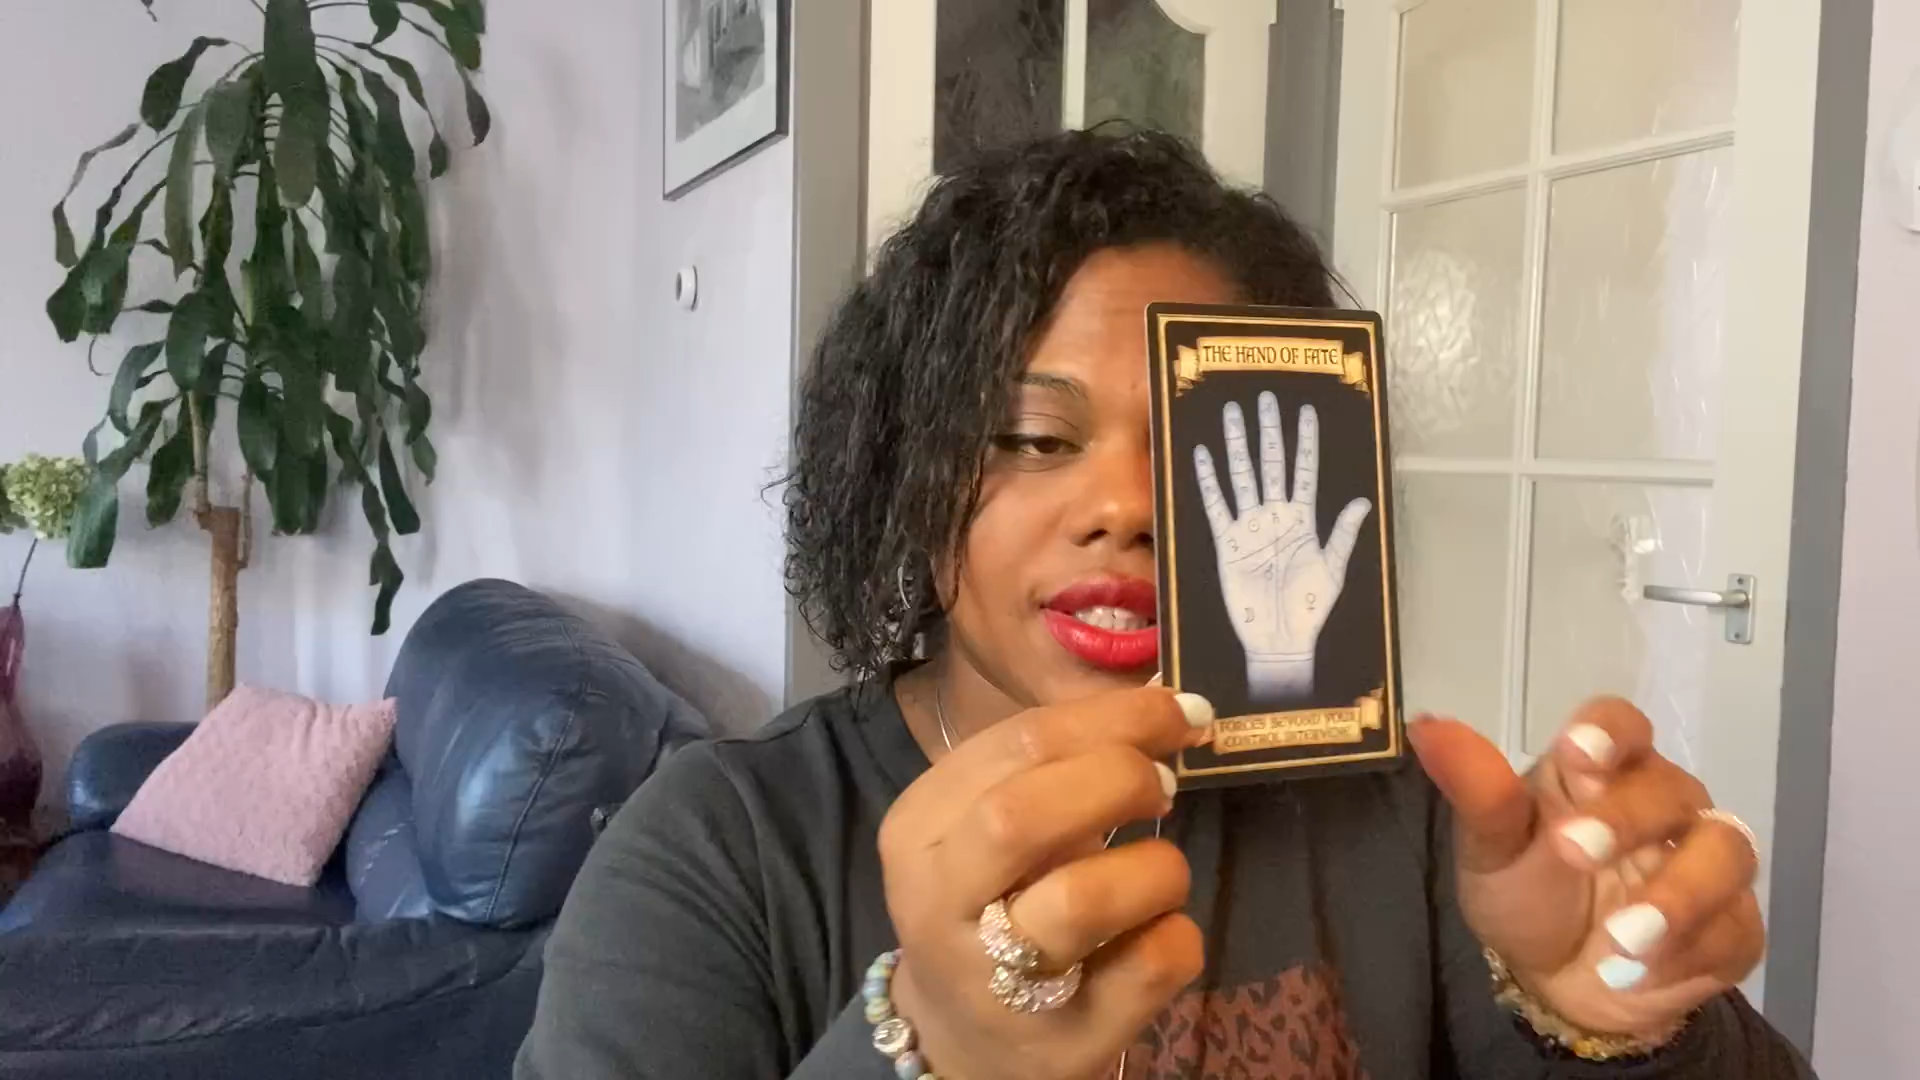 THE HAND OF FATE
FORCES BEYOND YOUR
CONTROL INTERVENE